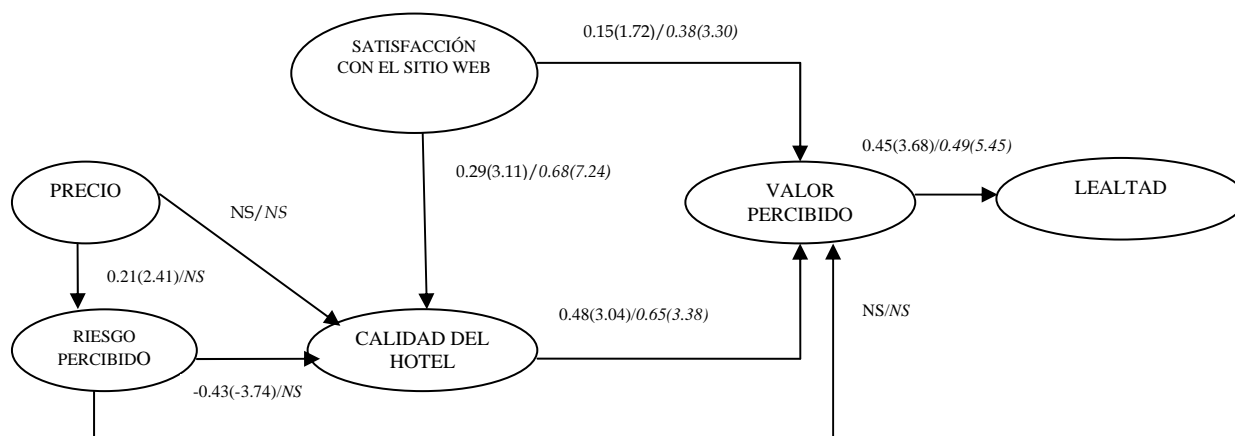 0.15(1.72)/0.38(3.30)
SATISFACCIÓN
CON EL SITIO WEB
0.45(3.68)/0.49(5.45)
0.29(3.11)/0.68(7.24)
PRECIO
VALOR
PERCIBIDO
LEALTAD
NS/NS
0.21(2.41)/NS
0.48(3.04)/0.65(3.38)
NS/NS
RIESGO
PERCIBIDO
CALIDAD DEL
HOTEL
-0.43(-3.74)/NS